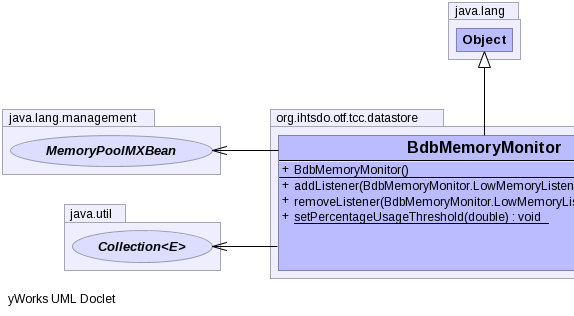 java.lang
Object
java.lang.management
MemoryPoolMXBean
org.ihtsdo.otf.tcc.datastore
BdbMemoryMonitor
+ BdbMemoryMonitor()
+ addListener(BdbMemoryMonitor.LowMemoryListen
+ removeListener(BdbMemoryMonitor.LowMemoryLis
+ setPercentageUsageThreshold(double) : void
java.util
Collection<E>
yWorks UML Doclet